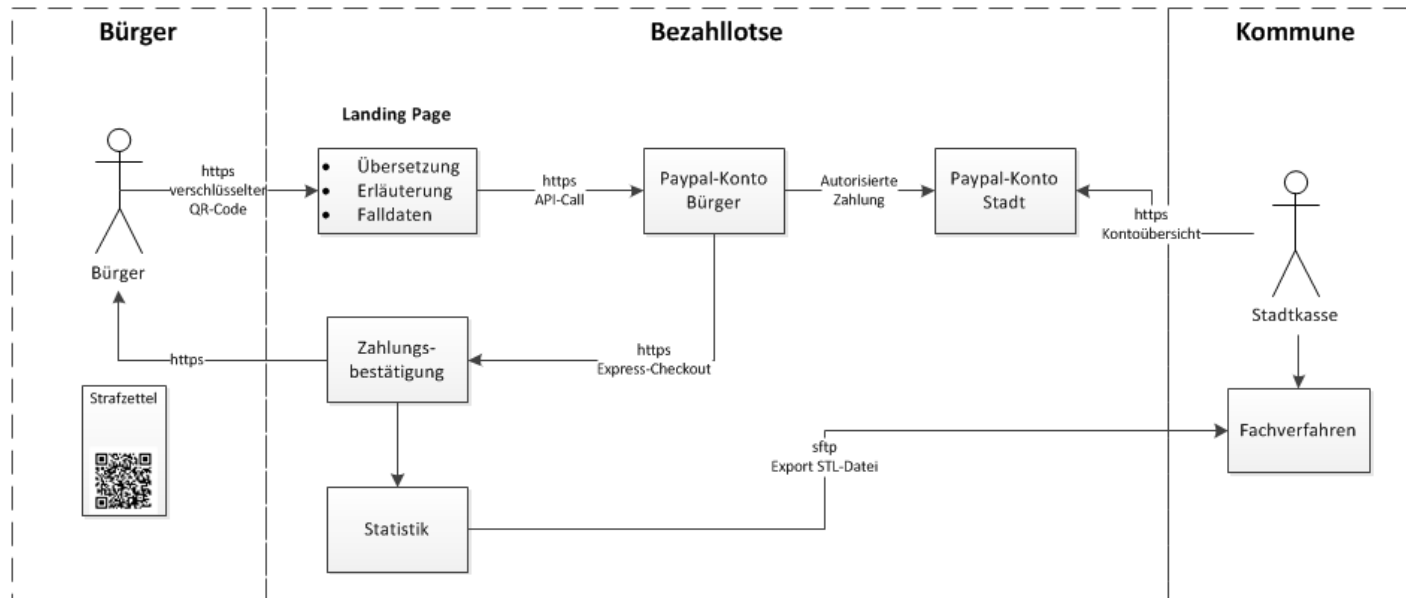 Bürger
Bezahllotse
Kommune
Landing Page
https
verschlüsselter
QR-Code
• Übersetzung
• Erläuterung
• Falldaten
https
API-Call
Paypal-Konto
Bürger
Autorisierte
Zahlung
Paypal-Konto
Stadt
https
Kontoübersicht
Bürger
Stadtkasse
https
Zahlungs-
bestätigung
https
Express-Checkout
Strafzettel
Fachverfahren
sftp
Export STL-Datei
Statistik